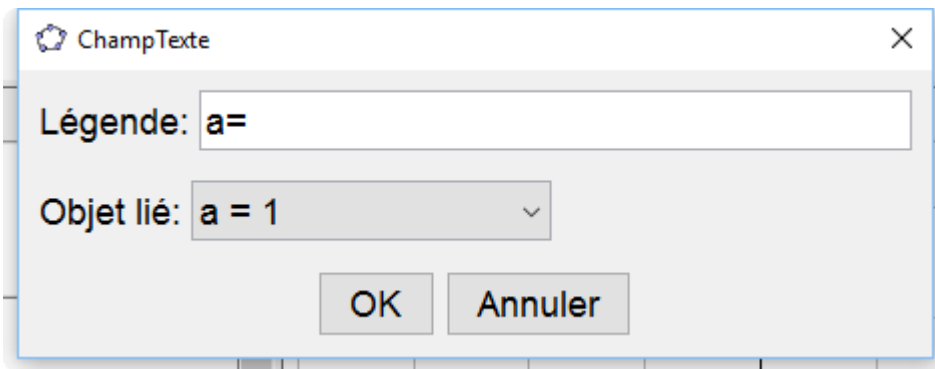 ChampTexte
Légende: a=
Objet lié: a = 1
OK Annuler